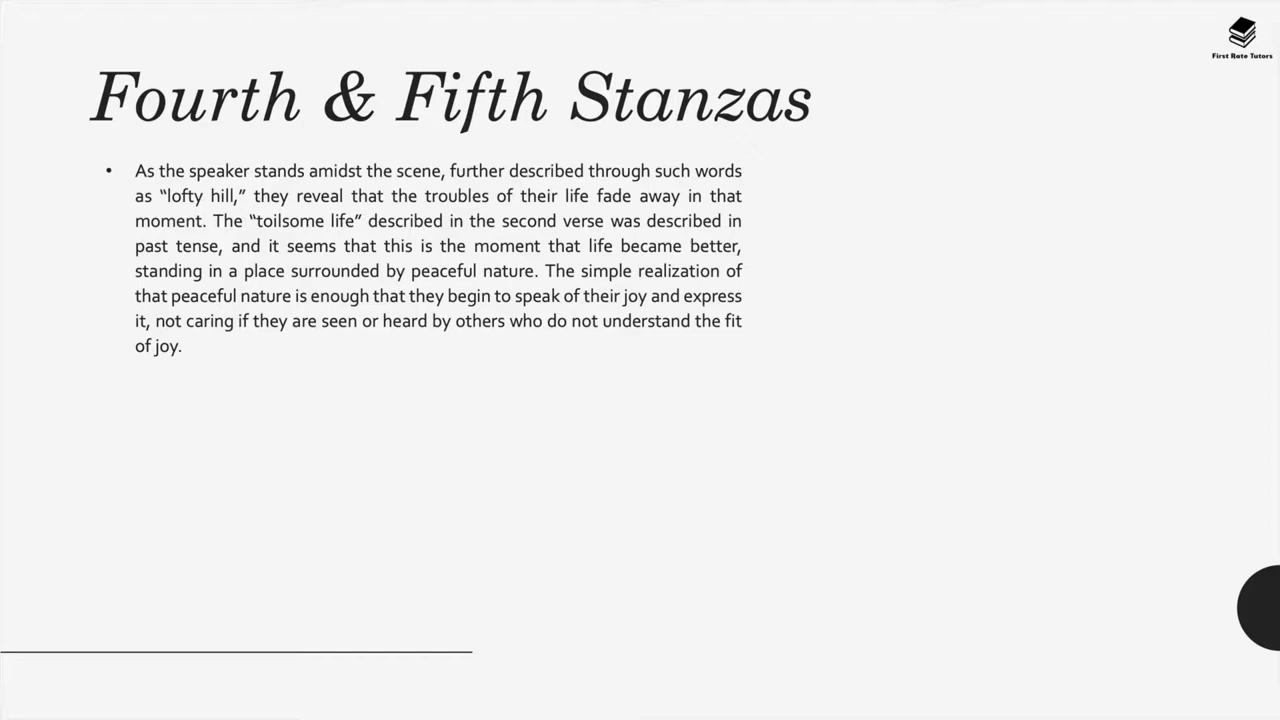 First Rate Tutors
Fourth & Fifth Stanzas
• As the speaker stands amidst the scene, further described through such words
as “lofty hill,” they reveal that the troubles of their life fade away in that
moment. The “toilsome life” described in the second verse was described in
past tense, and it seems that this is the moment that life became better,
standing in a place surrounded by peaceful nature. The simple realization of
that peaceful nature is enough that they begin to speak of their joy and express
it, not caring if they are seen or heard by others who do not understand the fit
of joy.